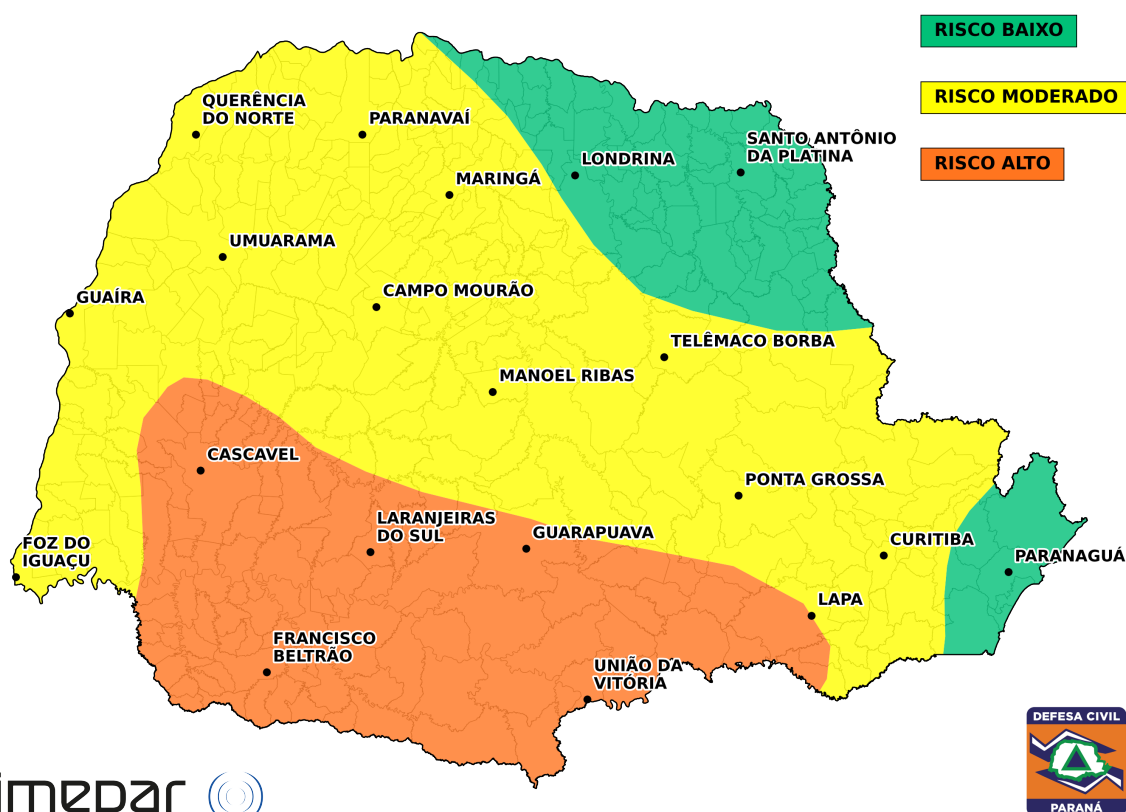 RISCO BAIXO
RISCO MODERADO
RISCO ALTO
QUERÊNCIA
DO NORTE
PARANAVAÍ
SANTO ANTÔNIO
DA PLATINA
LONDRINA
MARINGÁ
UMUARAMA
CAMPO MOURÃO
GUAÍRA
TELÊMACO BORBA
MANOEL RIBAS
CASCAVEL
PONTA GROSSA
LARANJEIRAS
DO SUL
GUARAPUAVA
CURITIBA
FOZ DO
IGUAÇU
PARANAGUÁ
LAPA
FRANCISCO
BELTRÃO
UNIÃO DA
VITÓRIA
DEFESA CIVIL
PARANÁ
imepar